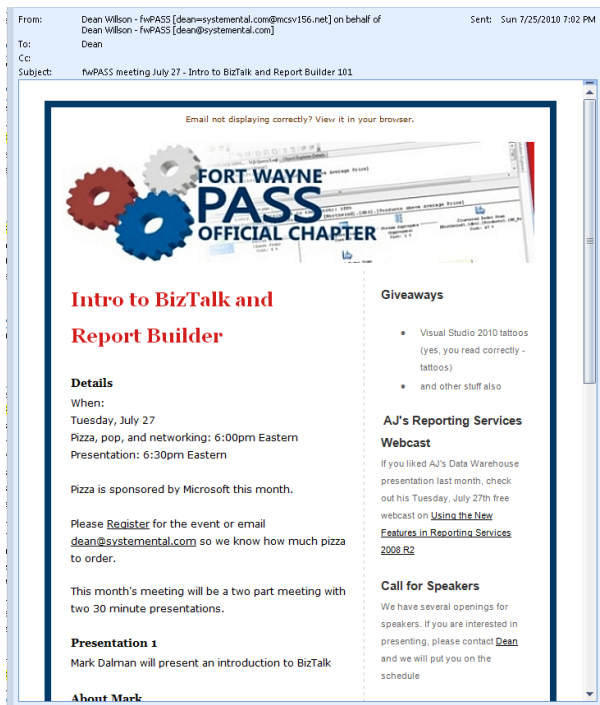 From: Dean Willson - fwPASS [dean=systemental.com@mcsv156.net] on behalf of Sent: Sun 7/25/2010 7:02 PM
Dean Willson - fwPASS [dean@systemental.com]
To: Dean
Cc:
Subject: fwPASS meeting July 27 - Intro to BizTalk and Report Builder 101
Email not displaying correctly? View it in your browser.
FORT WAYNE
PASS
OFFICIAL CHAPTER
Intro to BizTalk and
Report Builder
Details
When:
Tuesday, July 27
Pizza, pop, and networking: 6:00pm Eastern
Presentation: 6:30pm Eastern
Pizza is sponsored by Microsoft this month.
Please Register for the event or email
dean@systemental.com so we know how much pizza
to order.
This month's meeting will be a two part meeting with
two 30 minute presentations.
Presentation 1
Mark Dalman will present an introduction to BizTalk
About Mark
Giveaways
• Visual Studio 2010 tattoos
(yes, you read correctly -
tattoos)
• and other stuff also
AJ's Reporting Services
Webcast
If you liked AJ's Data Warehouse
presentation last month, check
out his Tuesday, July 27th free
webcast on Using the New
Features in Reporting Services
2008 R2
Call for Speakers
We have several openings for
speakers. If you are interested in
presenting, please contact Dean
and we will put you on the
schedule